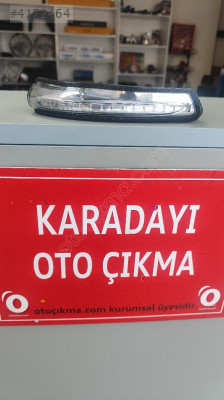 KARADAYI
OTO ÇIKMA
otoçıkma.com kurumsal üyesidir.